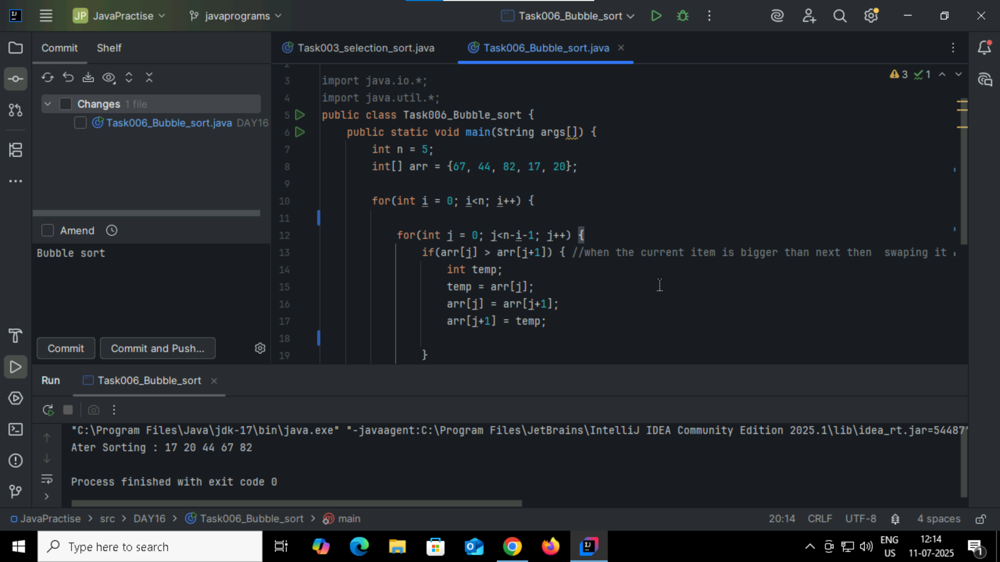 JP JavaPractise javaprograms Task006_Bubble_sort
Commit Shelf
Changes 1 file
Task006_Bubble_sort.java DAY16
Amend
Bubble sort
Commit Commit and Push...
Task003_selection_sort.java Task006_Bubble_sort.java
3 1
2
3 import java.io.*;
4 import java.util.*;
5 public class Task006_Bubble_sort {
6 public static void main(String args[]) {
7 int n = 5;
8 int[] arr = {67, 44, 82, 17, 20};
9
10 for(int i = 0; i<n; i++) {
11
12 for(int j = 0; j<n-i-1; j++) {
13 if(arr[j] > arr[j+1]) { //when the current item is bigger than next then  swaping it
14 int temp;
15 temp = arr[j];
16 arr[j] = arr[j+1];
17 arr[j+1] = temp;
18
19 }
Run Task006_Bubble_sort
"C:\Program Files\Java\jdk-17\bin\java.exe" "-javaagent:C:\Program Files\JetBrains\IntelliJ IDEA Community Edition 2025.1\lib\idea_rt.jar=54487
Ater Sorting : 17 20 44 67 82
Process finished with exit code 0
JavaPractise > src > DAY16 > Task006_Bubble_sort > main
20:14 CRLF UTF-8 4 spaces
Type here to search
ENG
US
12:14
11-07-2025
1